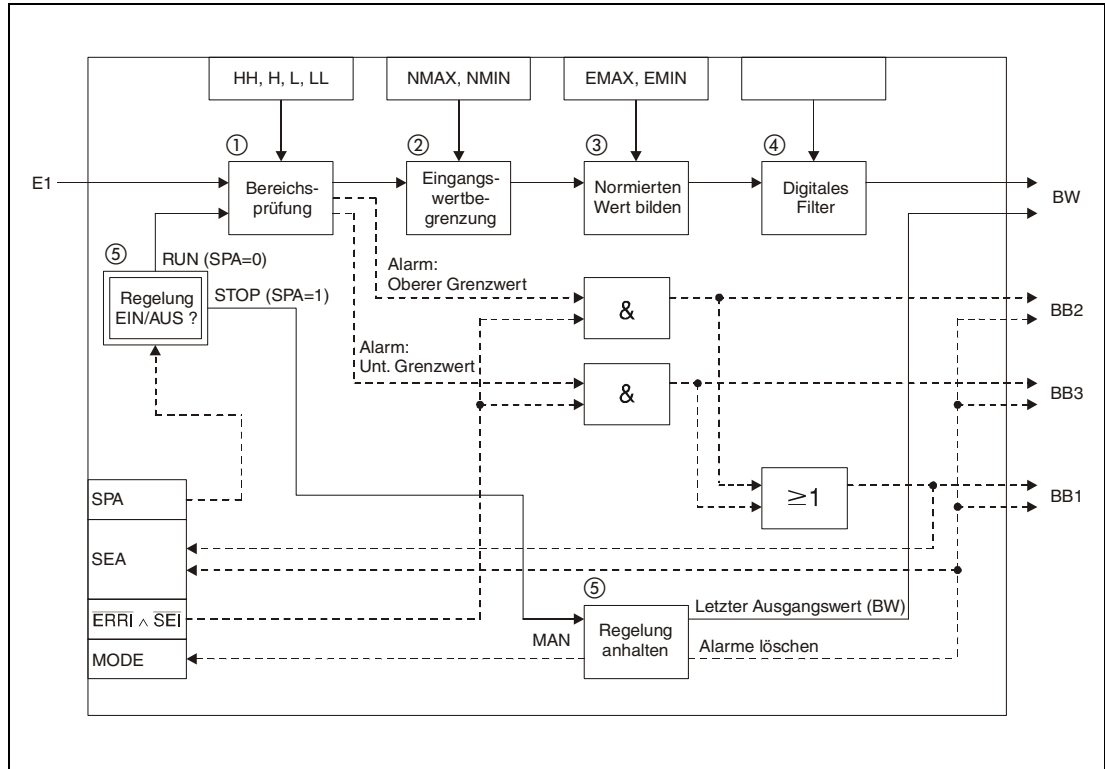 HH, H, L, LL
NMAX, NMIN
EMAX, EMIN
①
②
③
④
E1
Bereichs-
prüfung
Eingangs-
wertbe-
grenzung
Normierten
Wert bilden
Digitales
Filter
BW
⑤
RUN (SPA=0)
Regelung
EIN/AUS ?
STOP (SPA=1)
Alarm:
Oberer Grenzwert
&
BB2
Alarm:
Unt. Grenzwert
&
BB3
SPA
≥1
BB1
SEA
⑤
ERRI ∧ SEI
MAN
Regelung
anhalten
Letzter Ausgangswert (BW)
Alarme löschen
MODE